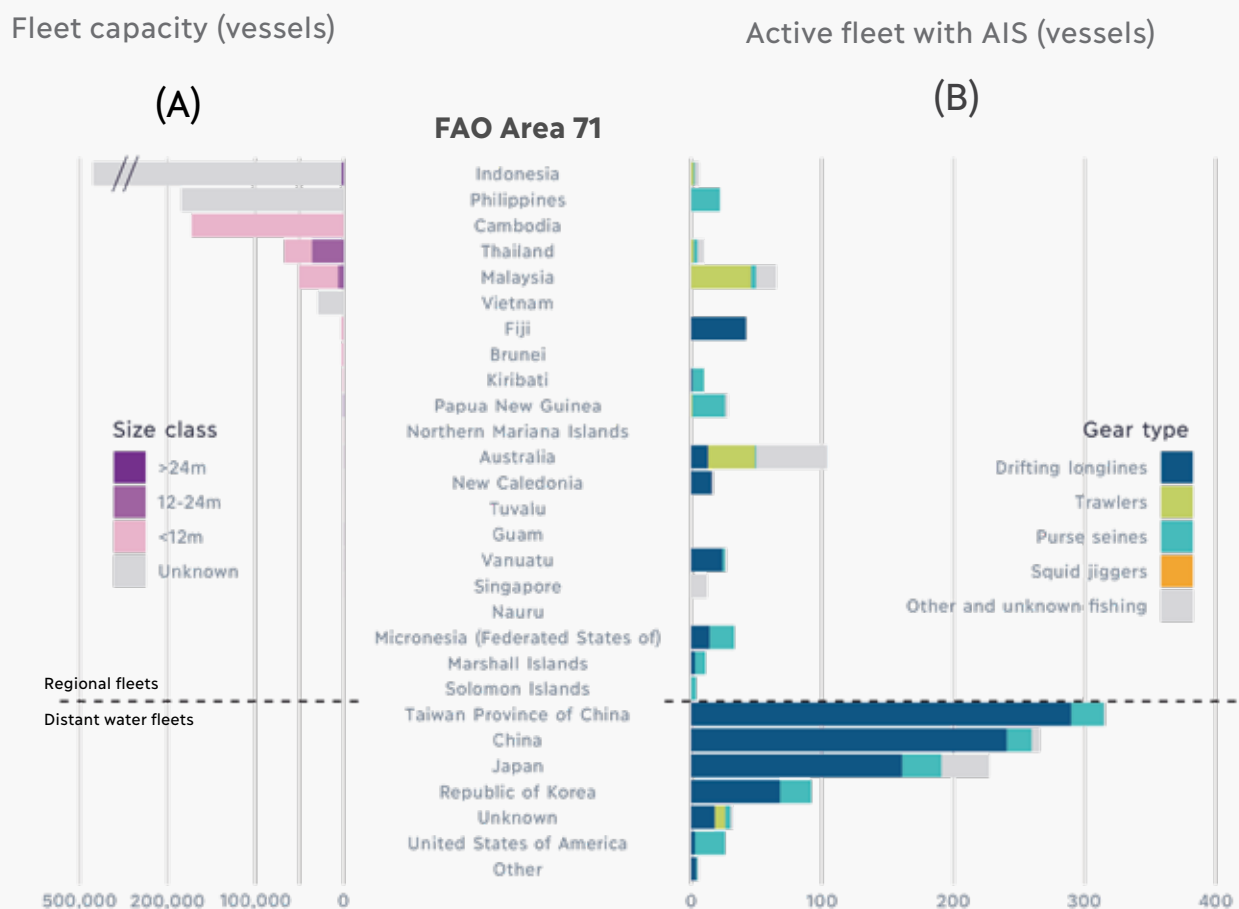 Fleet capacity (vessels)
Active fleet with AIS (vessels)
(A)
(B)
FAO Area 71
Indonesia
Philippines
Cambodia
Thailand
Malaysia
Vietnam
Fiji
Brunei
Kiribati
Papua New Guinea
Northern Mariana Islands
Australia
New Caledonia
Tuvalu
Guam
Vanuatu
Singapore
Nauru
Micronesia (Federated States of)
Marshall Islands
Solomon Islands
Taiwan Province of China
China
Japan
Republic of Korea
Unknown
United States of America
Other
Size class
>24m
12-24m
<12m
Unknown
Gear type
Drifting longlines
Trawlers
Purse seines
Squid jiggers
Other and unknown fishing
Regional fleets
Distant water fleets
500,000 200,000 100,000 0
0 100 200 300 400